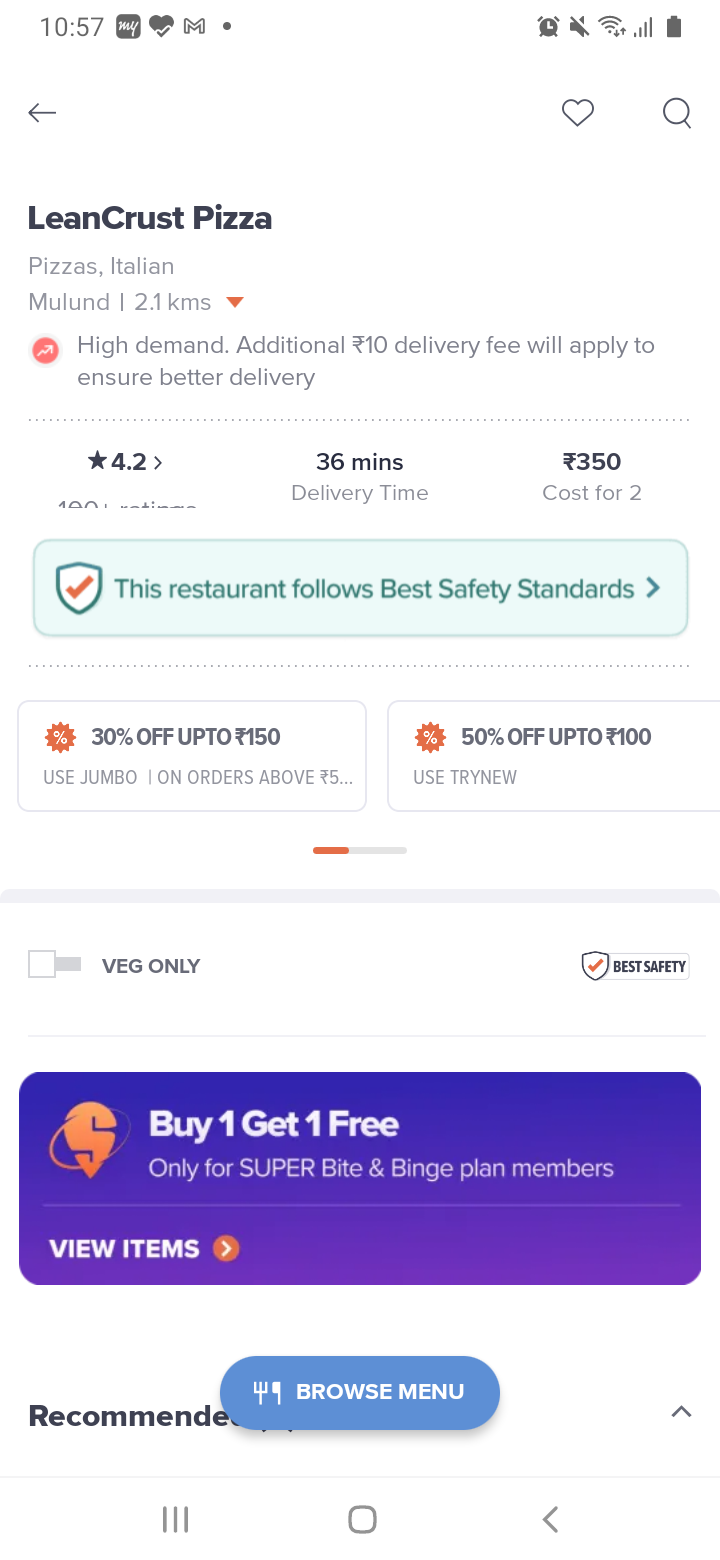 10:57
my
LeanCrust Pizza
Pizzas, Italian
Mulund | 2.1 kms
High demand. Additional ₹10 delivery fee will apply to
ensure better delivery
★4.2 >
36 mins
₹350
100+ ratings
Delivery Time
Cost for 2
This restaurant follows Best Safety Standards
30% OFF UPTO ₹150
USE JUMBO | ON ORDERS ABOVE ₹5...
50% OFF UPTO ₹100
USE TRYNEW
VEG ONLY
BEST SAFETY
Buy 1 Get 1 Free
Only for SUPER Bite & Binge plan members
VIEW ITEMS
BROWSE MENU